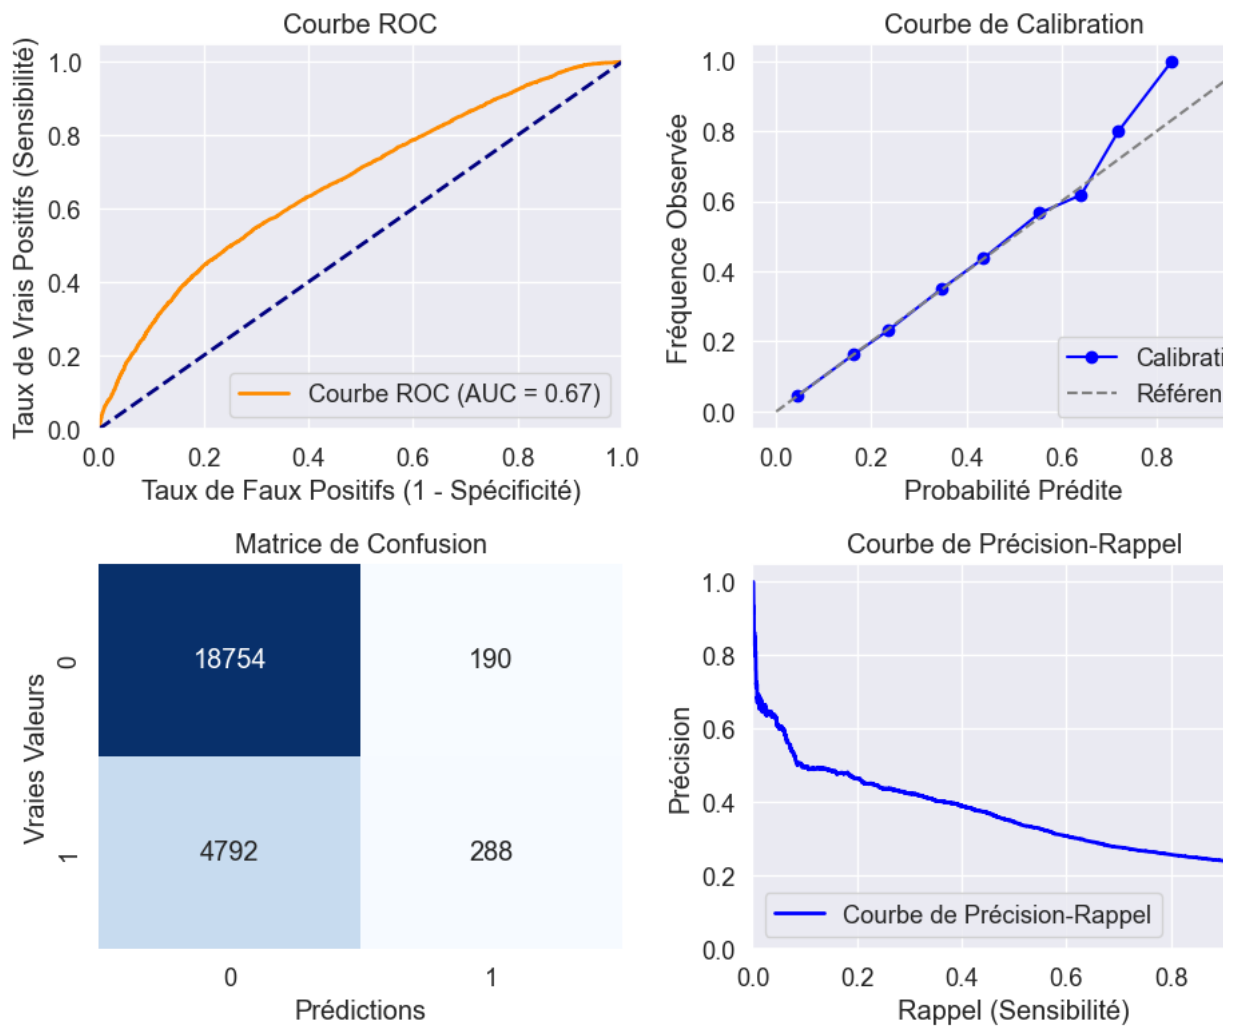 Courbe ROC
Taux de Vrais Positifs (Sensibilité)
1.0
0.8
0.6
0.4
0.2
0.0
Courbe ROC (AUC = 0.67)
0.0 0.2 0.4 0.6 0.8 1.0
Taux de Faux Positifs (1 - Spécificité)
Courbe de Calibration
Fréquence Observée
1.0
0.8
0.6
0.4
0.2
0.0
Calibrati
Référen
0.0 0.2 0.4 0.6 0.8
Probabilité Prédite
Matrice de Confusion
Vraies Valeurs
0
18754 190
1
4792 288
0 1
Prédictions
Courbe de Précision-Rappel
Précision
1.0
0.8
0.6
0.4
0.2
0.0
Courbe de Précision-Rappel
0.0 0.2 0.4 0.6 0.8
Rappel (Sensibilité)